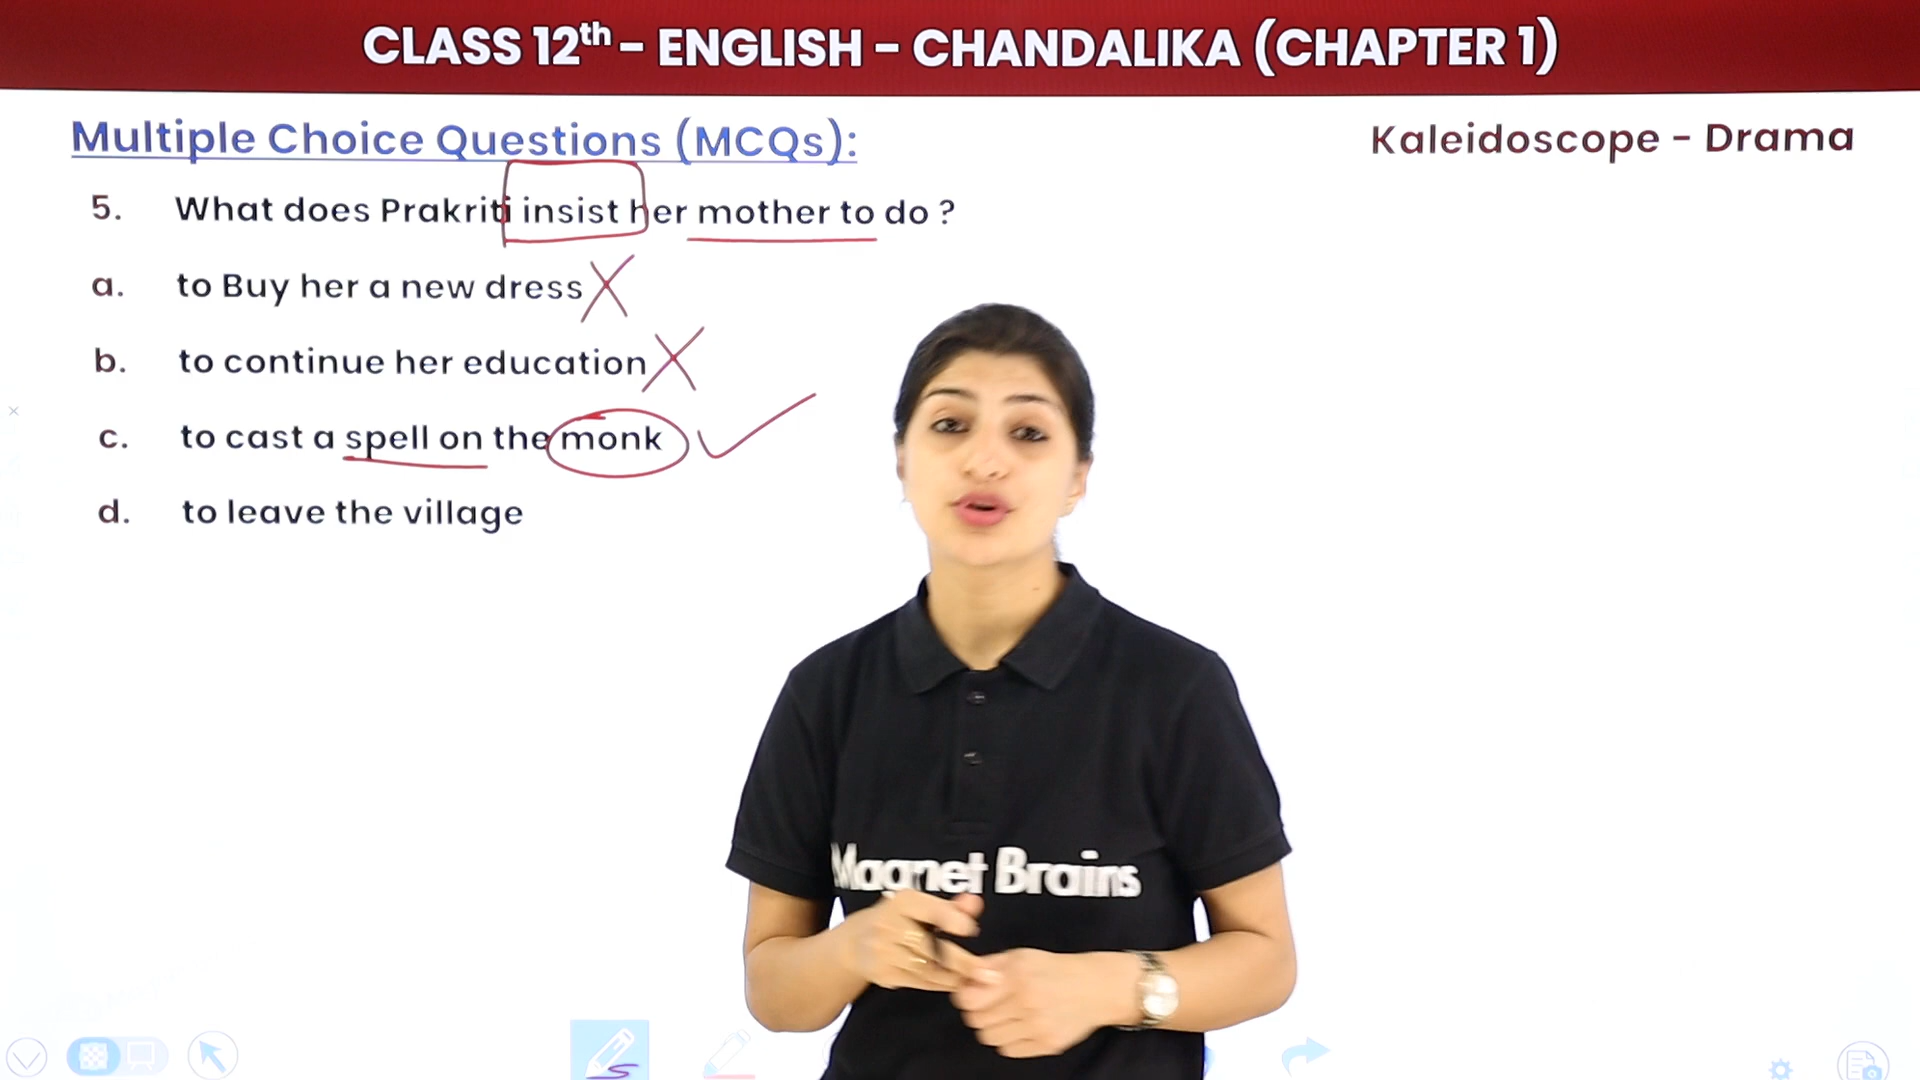 CLASS 12th - ENGLISH - CHANDALIKA (CHAPTER 1)
Multiple Choice Questions (MCQs):
Kaleidoscope - Drama
5. What does Prakriti insist her mother to do ?
a. to Buy her a new dress
b. to continue her education
c. to cast a spell on the monk
d. to leave the village
Magnet Brains